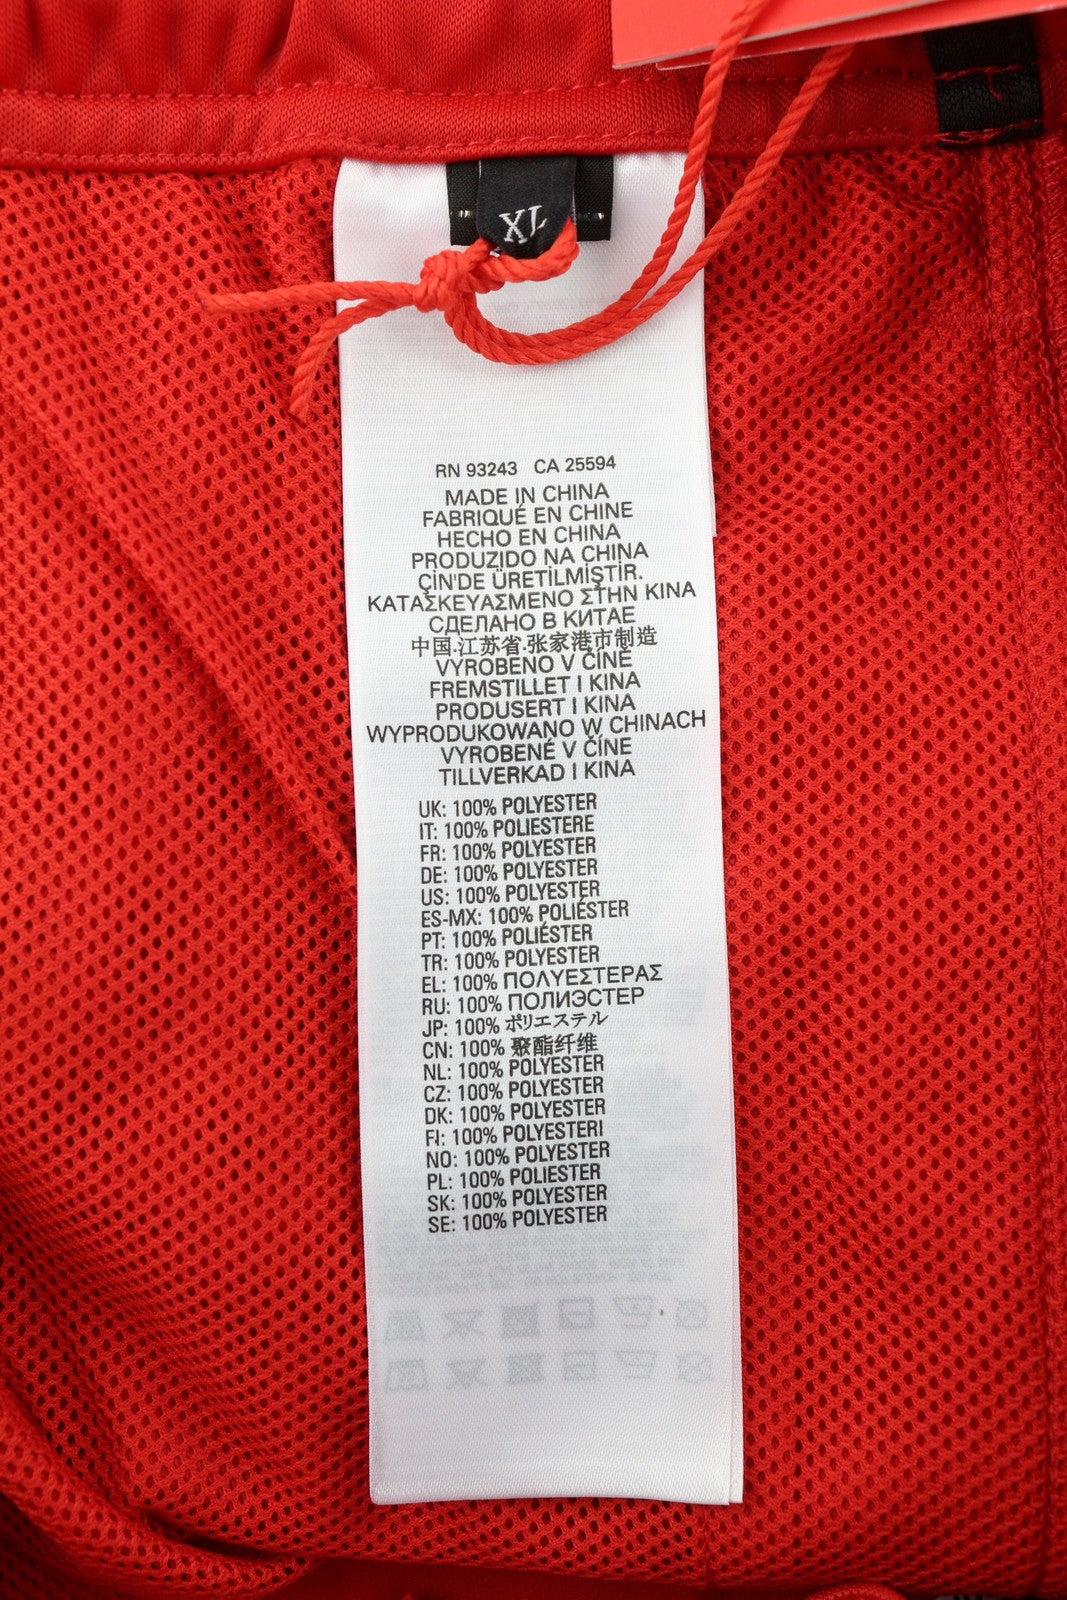 XL
RN 93243 CA 25594
MADE IN CHINA
FABRIQUÉ EN CHINE
HECHO EN CHINA
PRODUZIDO NA CHINA
ÇİN'DE ÜRETİLMİŞTİR.
ΚΑΤΑΣΚΕΥΑΣΜΕΝΟ ΣΤΗΝ ΚΙΝΑ
СДЕЛАНО В КИТАЕ
中国.江苏省.张家港市制造
VYROBENO V ČÍNĚ
FREMSTILLET I KINA
PRODUSERT I KINA
WYPRODUKOWANO W CHINACH
VYROBENÉ V ČÍNE
TILLVERKAD I KINA
UK: 100% POLYESTER
IT: 100% POLIESTERE
FR: 100% POLYESTER
DE: 100% POLYESTER
US: 100% POLYESTER
ES-MX: 100% POLIÉSTER
PT: 100% POLIÉSTER
TR: 100% POLYESTER
EL: 100% ΠΟΛΥΕΣΤΕΡΑΣ
RU: 100% ПОЛИЭСТЕР
JP: 100% ポリエステル
CN: 100% 聚酯纤维
NL: 100% POLYESTER
CZ: 100% POLYESTER
DK: 100% POLYESTER
FI: 100% POLYESTERI
NO: 100% POLYESTER
PL: 100% POLIESTER
SK: 100% POLYESTER
SE: 100% POLYESTER